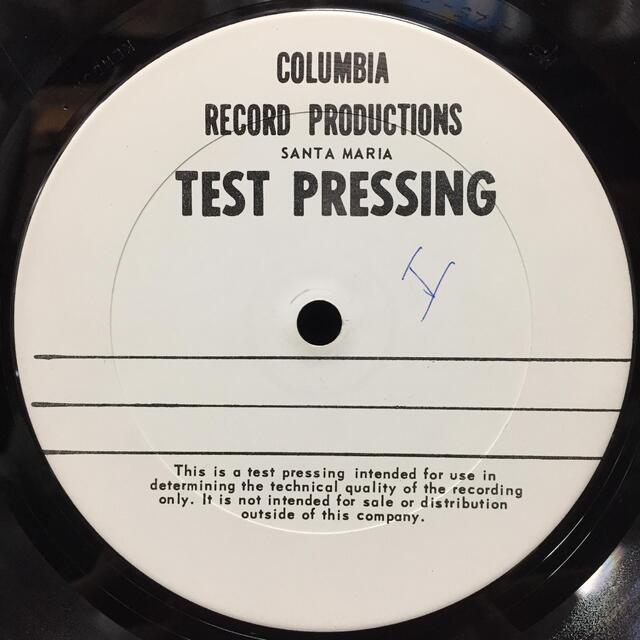 COLUMBIA
RECORD PRODUCTIONS
SANTA MARIA
TEST PRESSING
I
This is a test pressing intended for use in
determining the technical quality of the recording
only. It is not intended for sale or distribution
outside of this company.